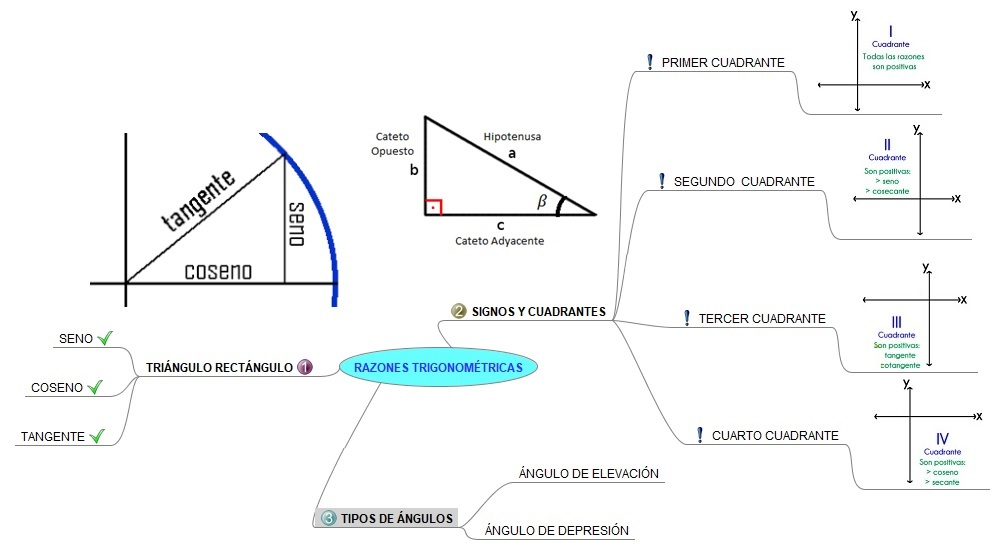 y
I
Cuadrante
Todas las razones
son positivas
x
PRIMER CUADRANTE
Cateto
Opuesto
b
Hipotenusa
a
β
c
Cateto Adyacente
tangente
seno
coseno
y
II
Cuadrante
Son positivas:
> seno
> cosecante
x
SEGUNDO CUADRANTE
2 SIGNOS Y CUADRANTES
y
x
III
Cuadrante
Son positivas:
tangente
cotangente
TERCER CUADRANTE
SENO
COSENO
TANGENTE
TRIÁNGULO RECTÁNGULO 1
RAZONES TRIGONOMÉTRICAS
y
x
IV
Cuadrante
Son positivas:
> coseno
> secante
CUARTO CUADRANTE
ÁNGULO DE ELEVACIÓN
3 TIPOS DE ÁNGULOS
ÁNGULO DE DEPRESIÓN